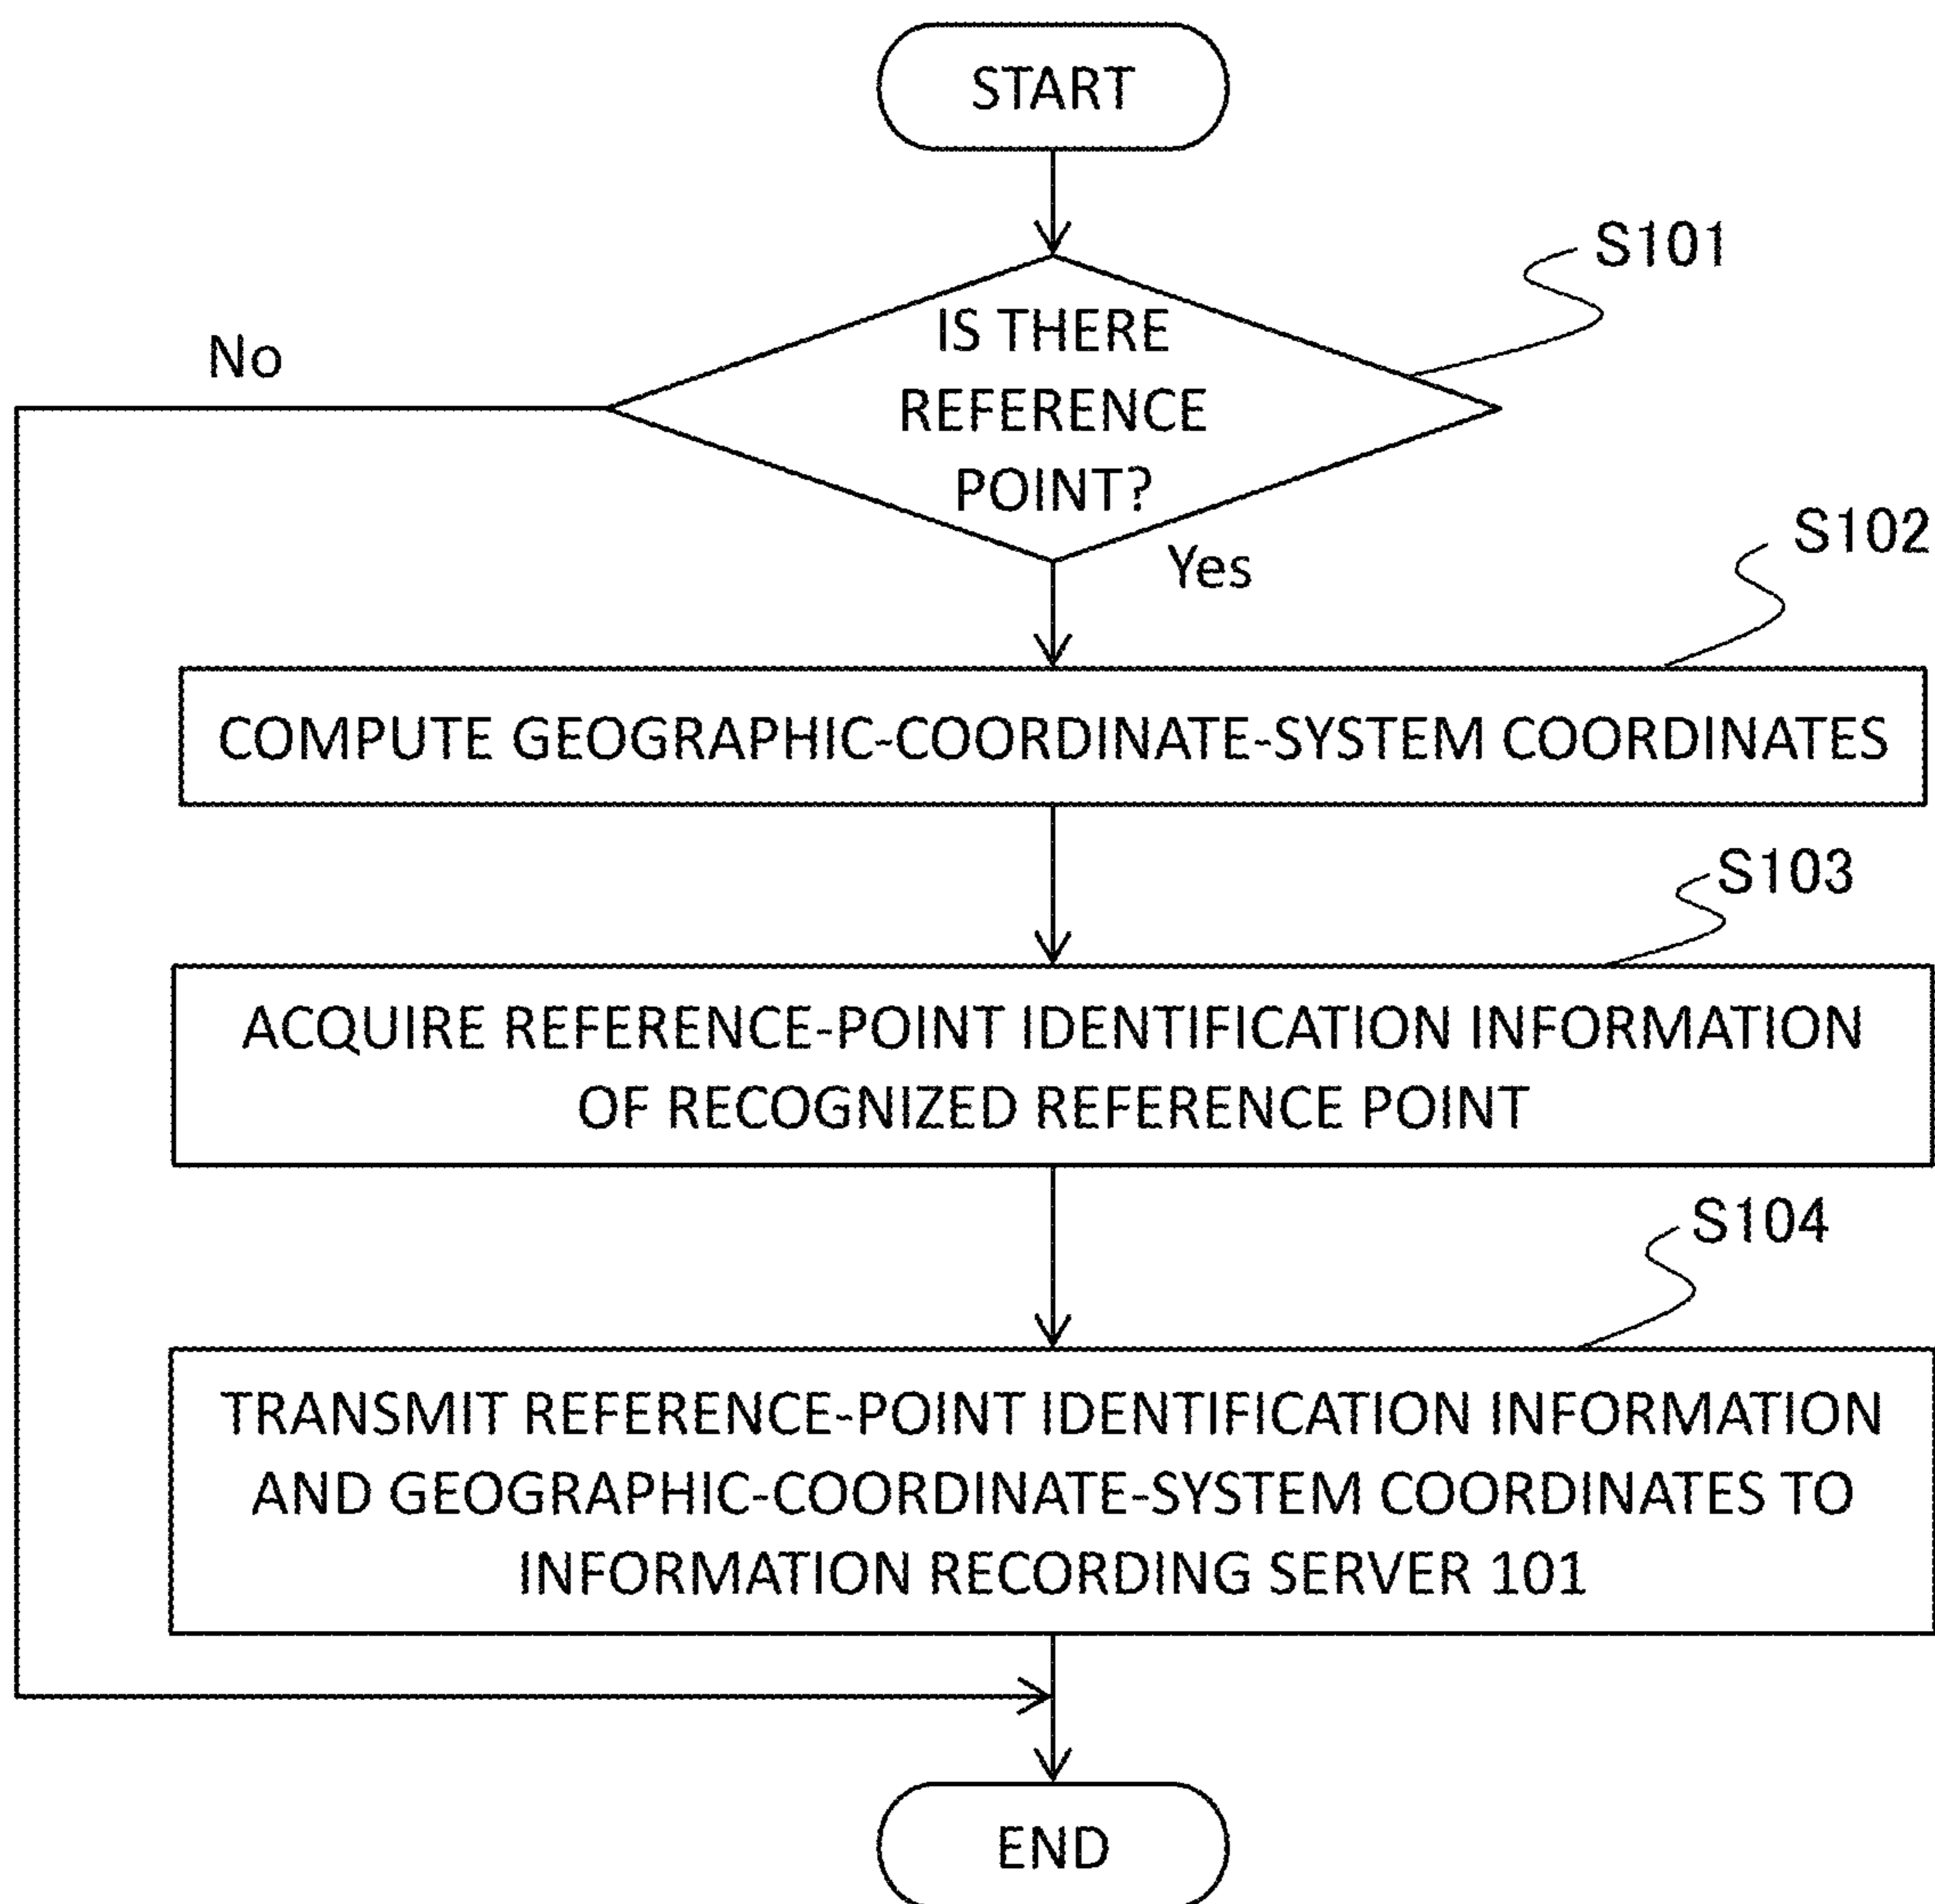 START
S101
IS THERE
REFERENCE
POINT?
No
Yes
S102
COMPUTE GEOGRAPHIC-COORDINATE-SYSTEM COORDINATES
S103
ACQUIRE REFERENCE-POINT IDENTIFICATION INFORMATION
OF RECOGNIZED REFERENCE POINT
S104
TRANSMIT REFERENCE-POINT IDENTIFICATION INFORMATION
AND GEOGRAPHIC-COORDINATE-SYSTEM COORDINATES TO
INFORMATION RECORDING SERVER 101
END